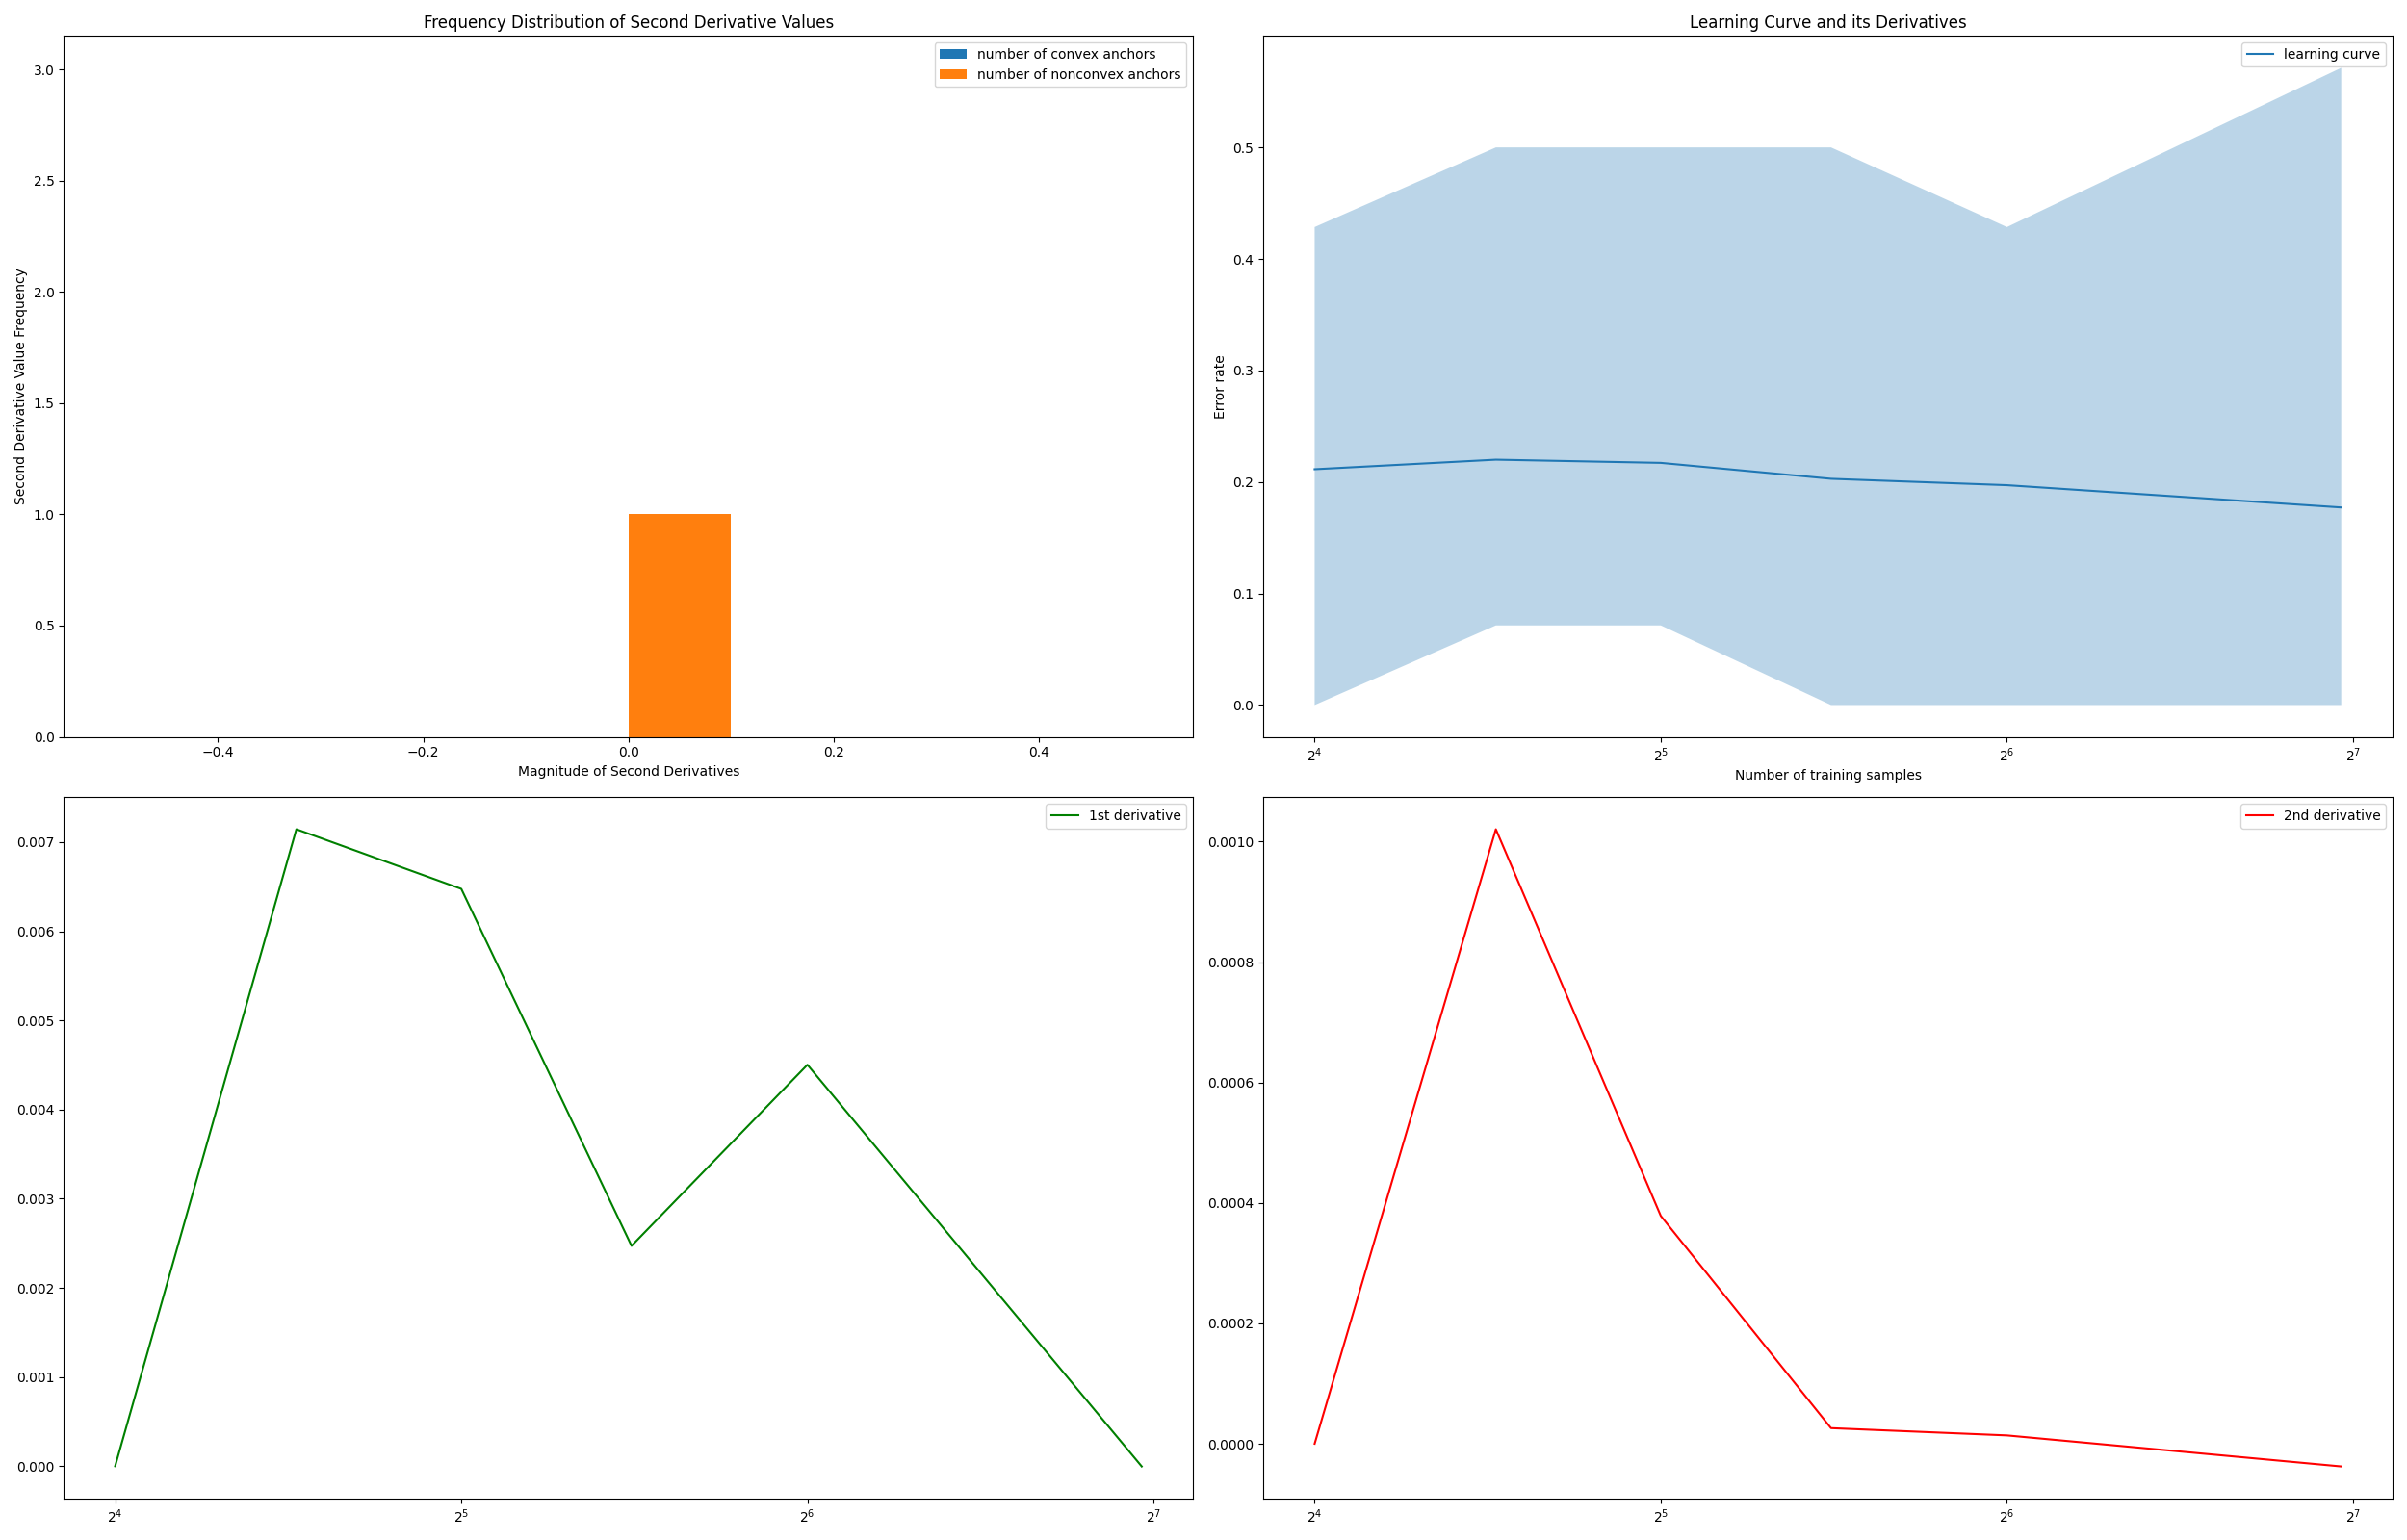 Frequency Distribution of Second Derivative Values
number of convex anchors
number of nonconvex anchors
Second Derivative Value Frequency
3.0
2.5
2.0
1.5
1.0
0.5
0.0
−0.4 −0.2 0.0 0.2 0.4
Magnitude of Second Derivatives
Learning Curve and its Derivatives
learning curve
Error rate
0.5
0.4
0.3
0.2
0.1
0.0
2⁴ 2⁵ 2⁶ 2⁷
Number of training samples
1st derivative
0.007
0.006
0.005
0.004
0.003
0.002
0.001
0.000
2⁴ 2⁵ 2⁶ 2⁷
2nd derivative
0.0010
0.0008
0.0006
0.0004
0.0002
0.0000
2⁴ 2⁵ 2⁶ 2⁷